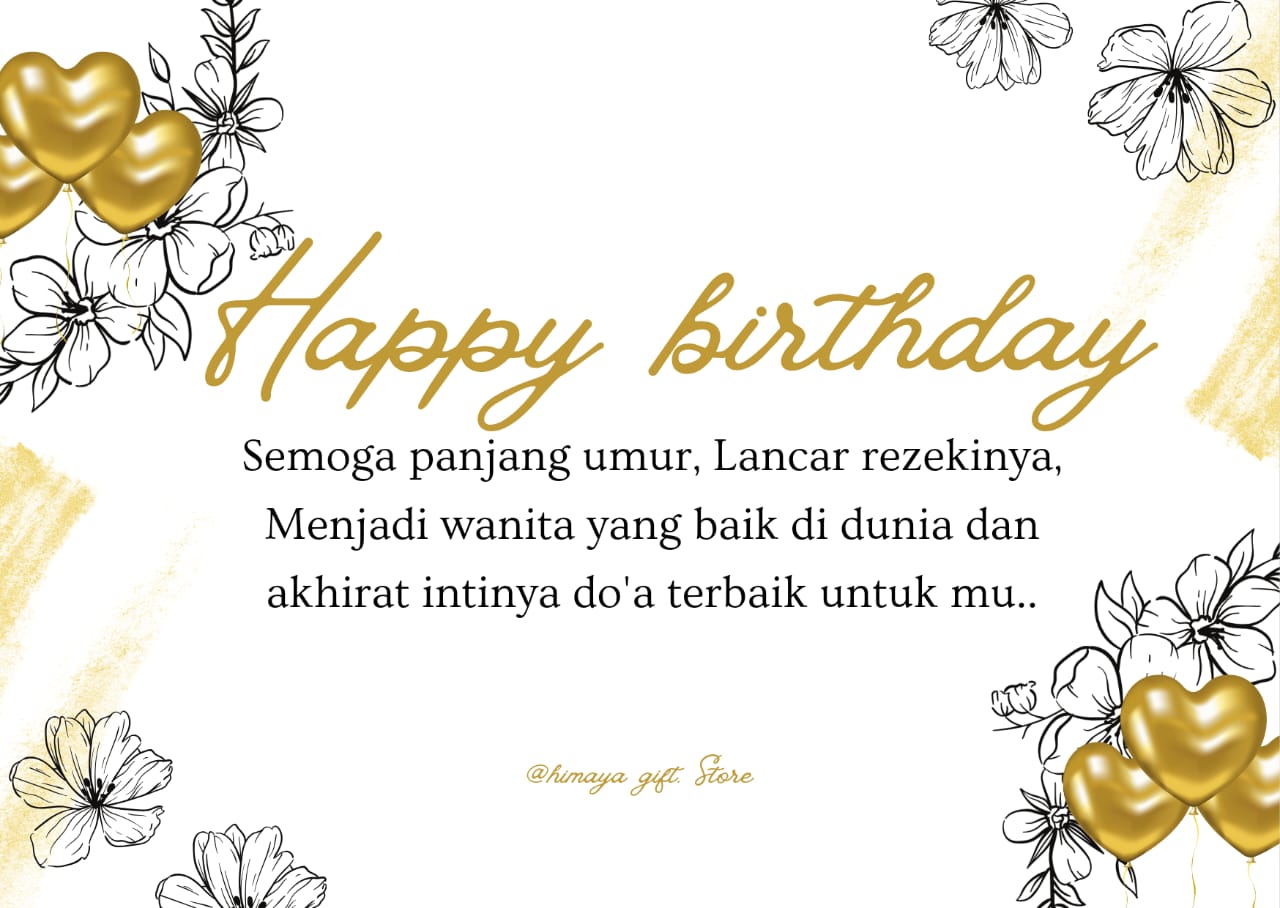 Happy birthday
Semoga panjang umur, Lancar rezekinya,
Menjadi wanita yang baik di dunia dan
akhirat intinya do'a terbaik untuk mu..
@himaya gift. Store